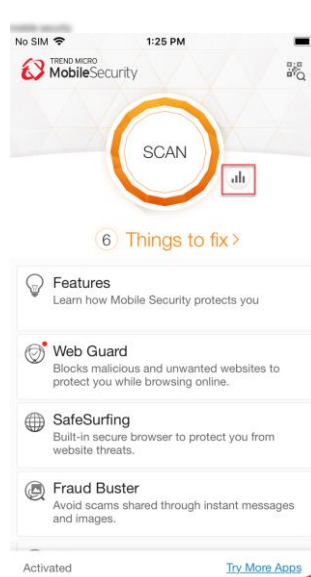 No SIM 1:25 PM
TREND MICRO
MobileSecurity
SCAN
6 Things to fix >
Features
Learn how Mobile Security protects you
Web Guard
Blocks malicious and unwanted websites to
protect you while browsing online.
SafeSurfing
Built-in secure browser to protect you from
website threats.
Fraud Buster
Avoid scams shared through instant messages
and images.
Activated Try More Apps